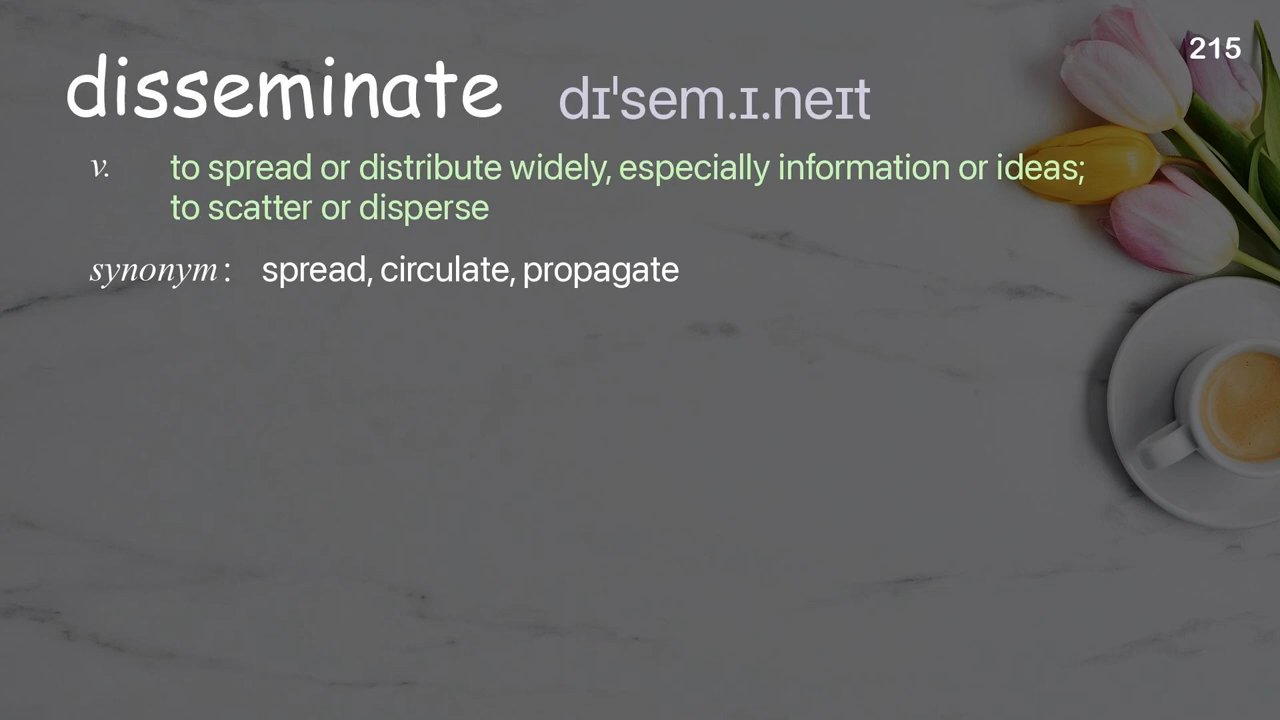 215
disseminate dɪˈsem.ɪ.neɪt
v. to spread or distribute widely, especially information or ideas;
to scatter or disperse
synonym: spread, circulate, propagate